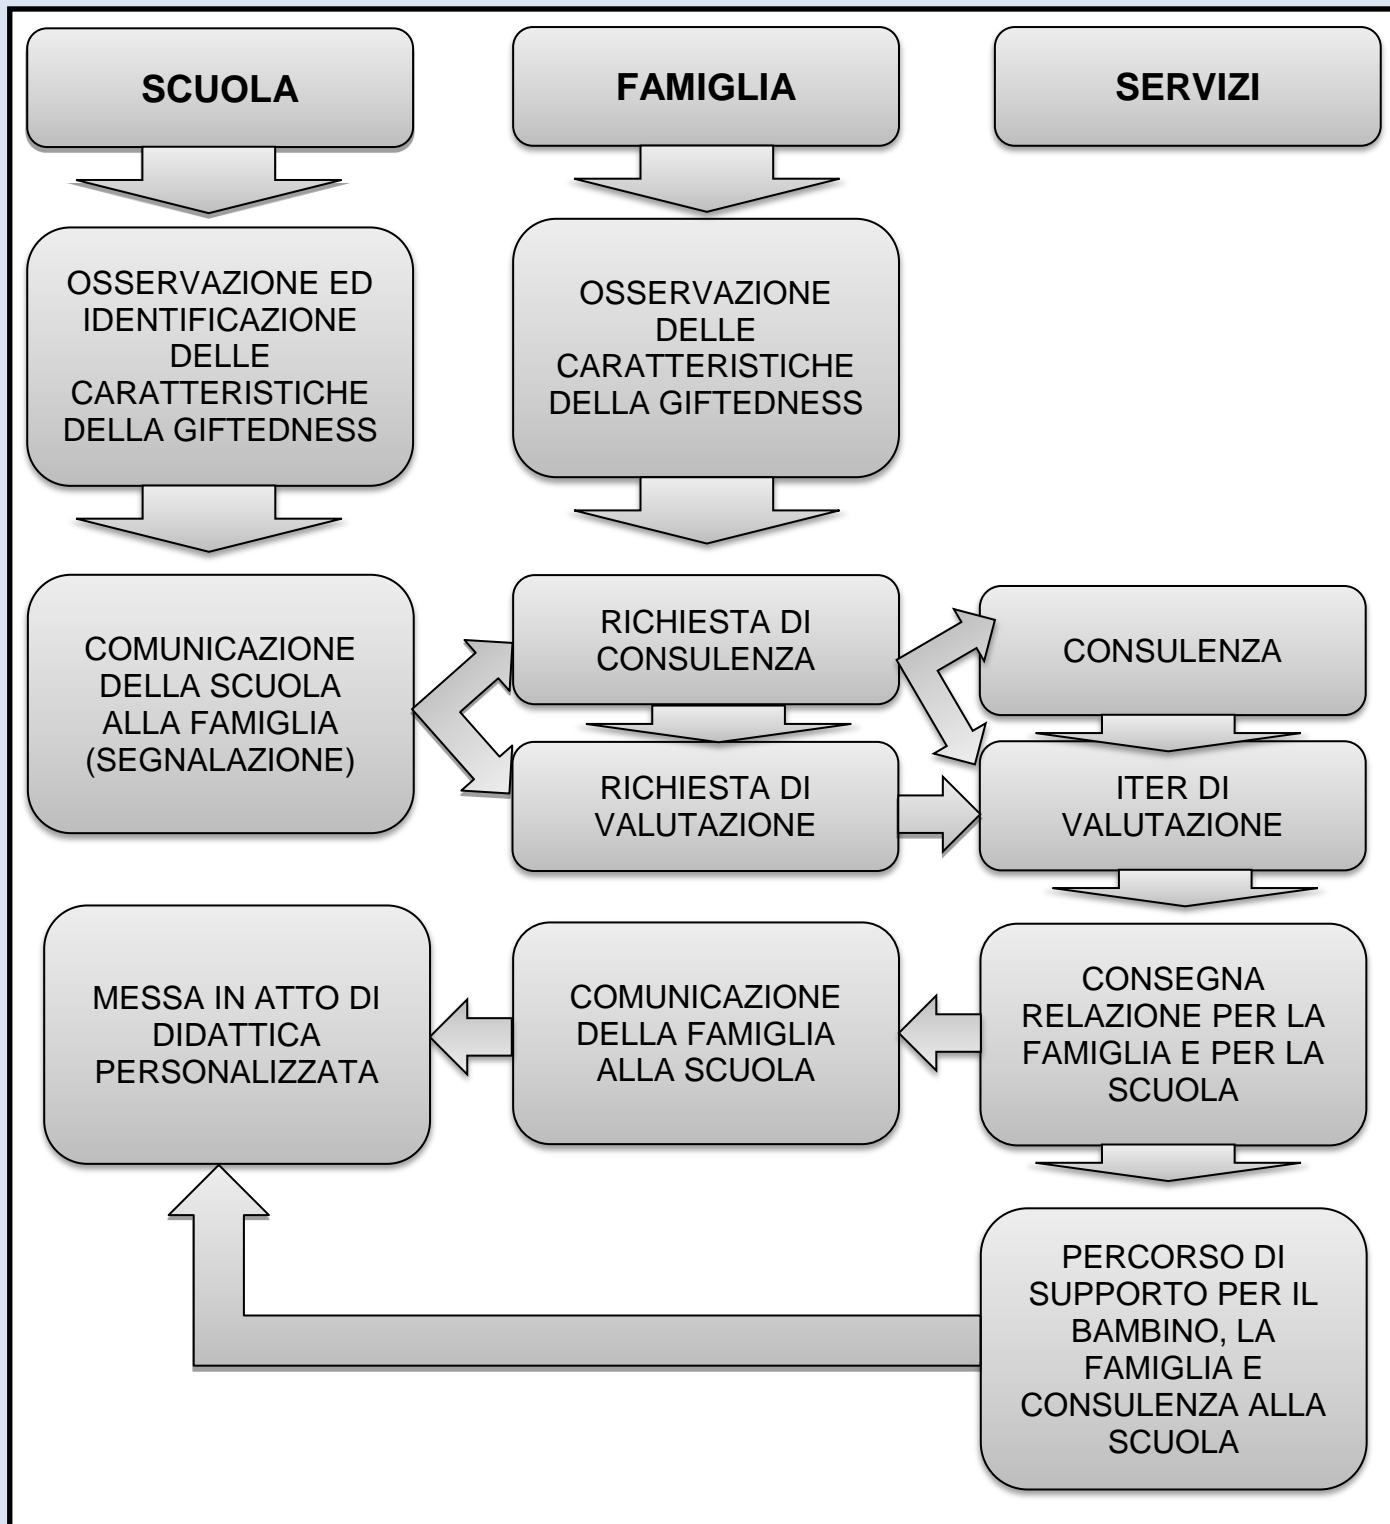 SCUOLA
FAMIGLIA
SERVIZI
OSSERVAZIONE ED
IDENTIFICAZIONE
DELLE
CARATTERISTICHE
DELLA GIFTEDNESS
OSSERVAZIONE
DELLE
CARATTERISTICHE
DELLA GIFTEDNESS
COMUNICAZIONE
DELLA SCUOLA
ALLA FAMIGLIA
(SEGNALAZIONE)
RICHIESTA DI
CONSULENZA
CONSULENZA
RICHIESTA DI
VALUTAZIONE
ITER DI
VALUTAZIONE
MESSA IN ATTO DI
DIDATTICA
PERSONALIZZATA
COMUNICAZIONE
DELLA FAMIGLIA
ALLA SCUOLA
CONSEGNA
RELAZIONE PER LA
FAMIGLIA E PER LA
SCUOLA
PERCORSO DI
SUPPORTO PER IL
BAMBINO, LA
FAMIGLIA E
CONSULENZA ALLA
SCUOLA